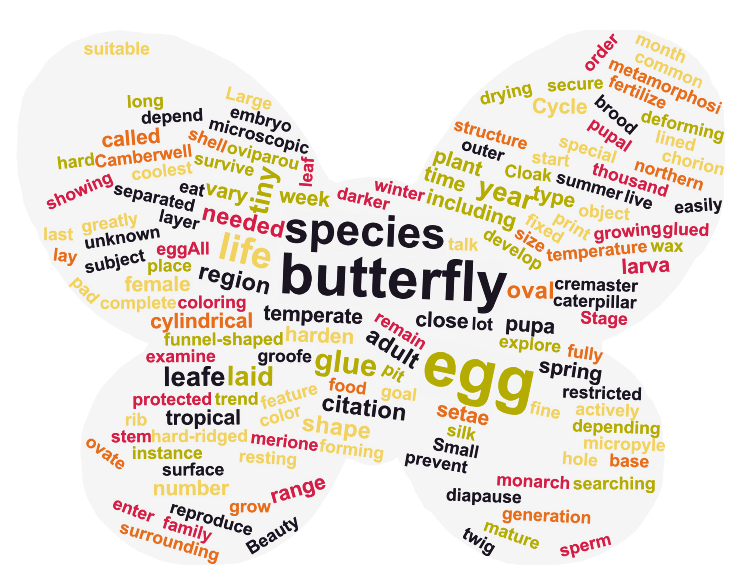 suitable
order
month
common
metamorphosi
fertilize
drying
secure
Cycle
brood
deforming
long
Large
depend
embryo
microscopic
called
shell
oviparou
hard
Camberwell
coolest
survive
leaf
structure
outer
pupal
lined
chorion
special
start
plant
northern
thousand
showing
separated
eat
vary
tiny
week
darker
winter
time
year
Cloak
type
summer
live
object
easily
including
fixed
print
last
greatly
layer
needed
unknown
species
talk
develop
size
growing
glued
temperature
wax
lay
subject
eggAll
life
place
region
butterfly
oval
larva
cremaster
caterpillar
pad
female
complete
coloring
Stage
cylindrical
temperate
remain
close
lot
pupa
funnel-shaped
harden
adult
explore
fully
examine
groofe
glue
pit
egg
spring
leafe
laid
food
goal
restricted
protected
trend
feature
citation
setae
fine
actively
rib
tropical
color
shape
silk
depending
stem
hard-ridged
merione
forming
Small
micropyle
ovate
instance
resting
prevent
hole
base
surface
number
range
monarch
searching
diapause
enter
family
reproduce
grow
generation
surrounding
Beauty
mature
twig
sperm